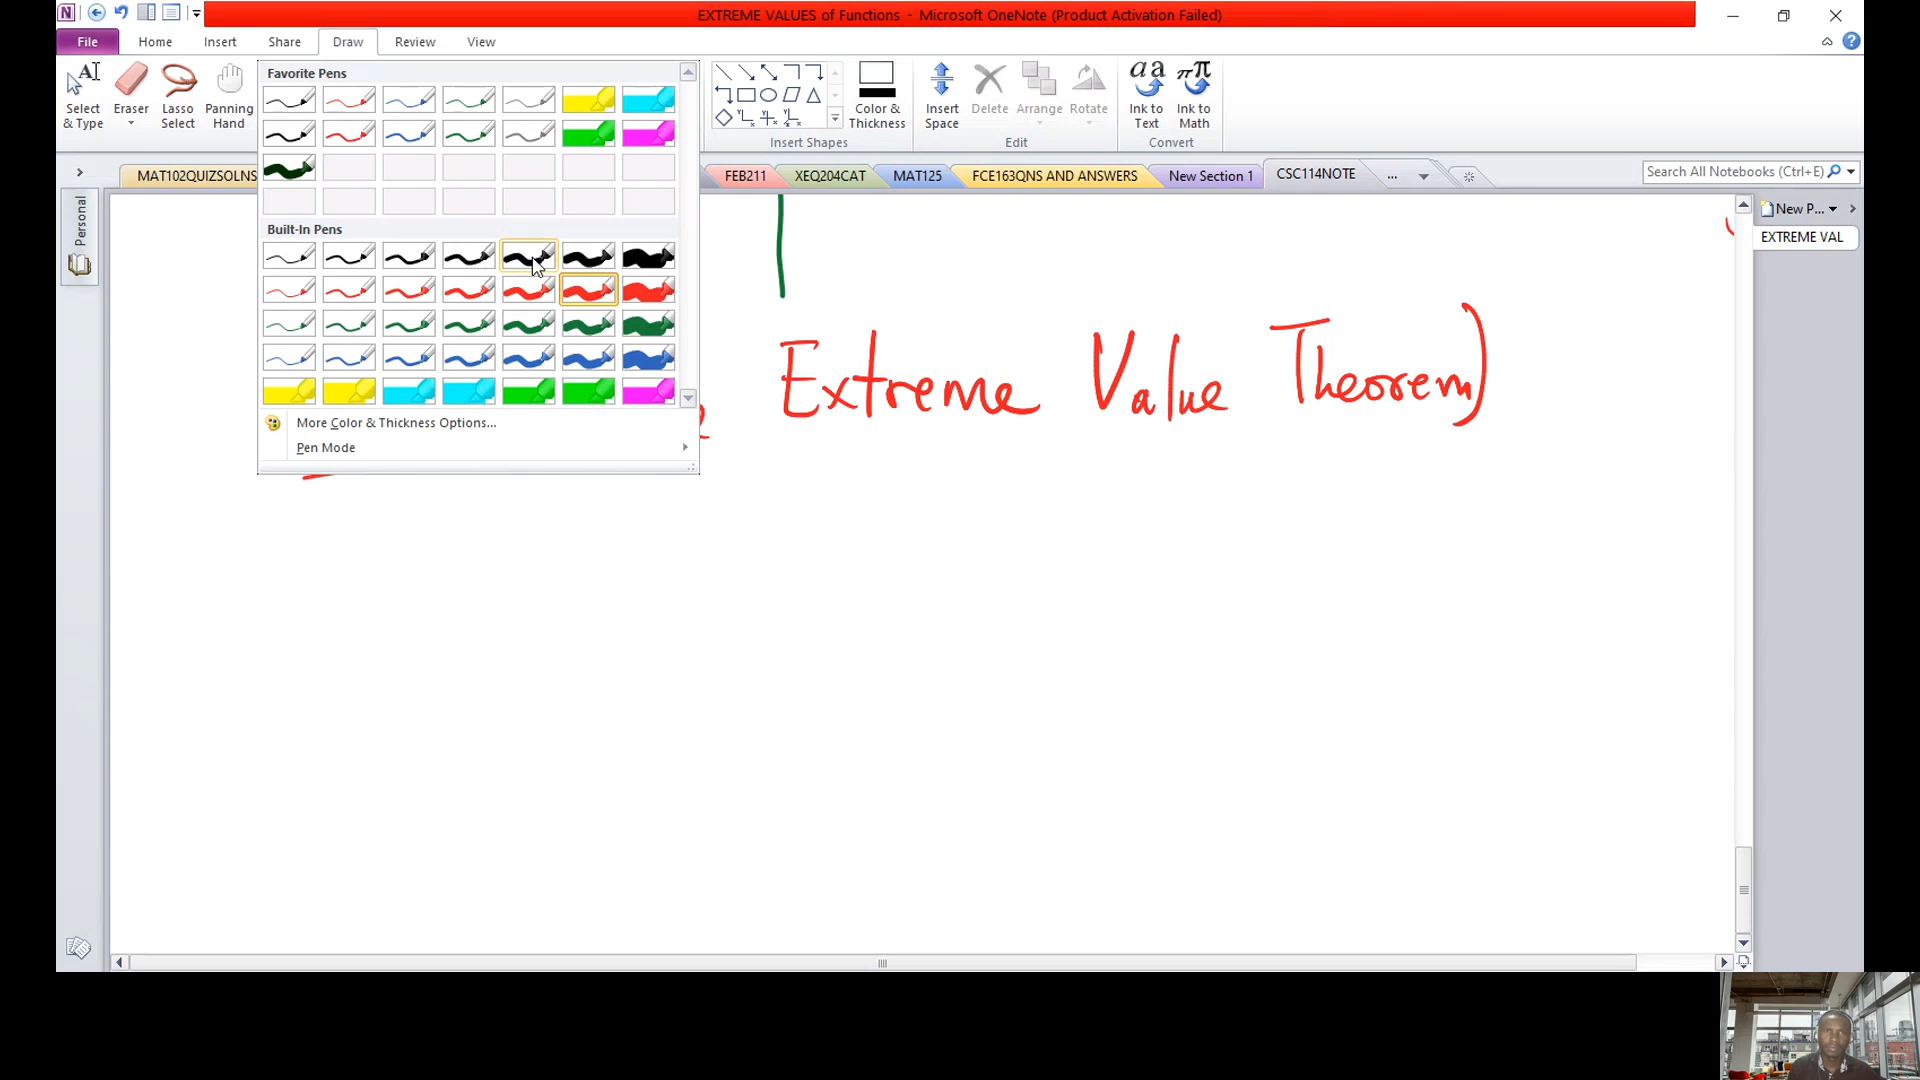 EXTREME VALUES of Functions - Microsoft OneNote (Product Activation Failed)
File Home Insert Share Draw Review View
Select & Type
Eraser
Lasso Select
Panning Hand
Favorite Pens
Built-In Pens
More Color & Thickness Options...
Pen Mode
Insert Shapes
Color & Thickness
Insert Space
Delete
Arrange
Rotate
Edit
Ink to Text
Ink to Math
Convert
MAT102QUIZSOLNS FEB211 XEQ204CAT MAT125 FCE163QNS AND ANSWERS New Section 1 CSC114NOTE ...
Search All Notebooks (Ctrl+E)
Personal
New P...
EXTREME VAL
Extreme Value Theorem)